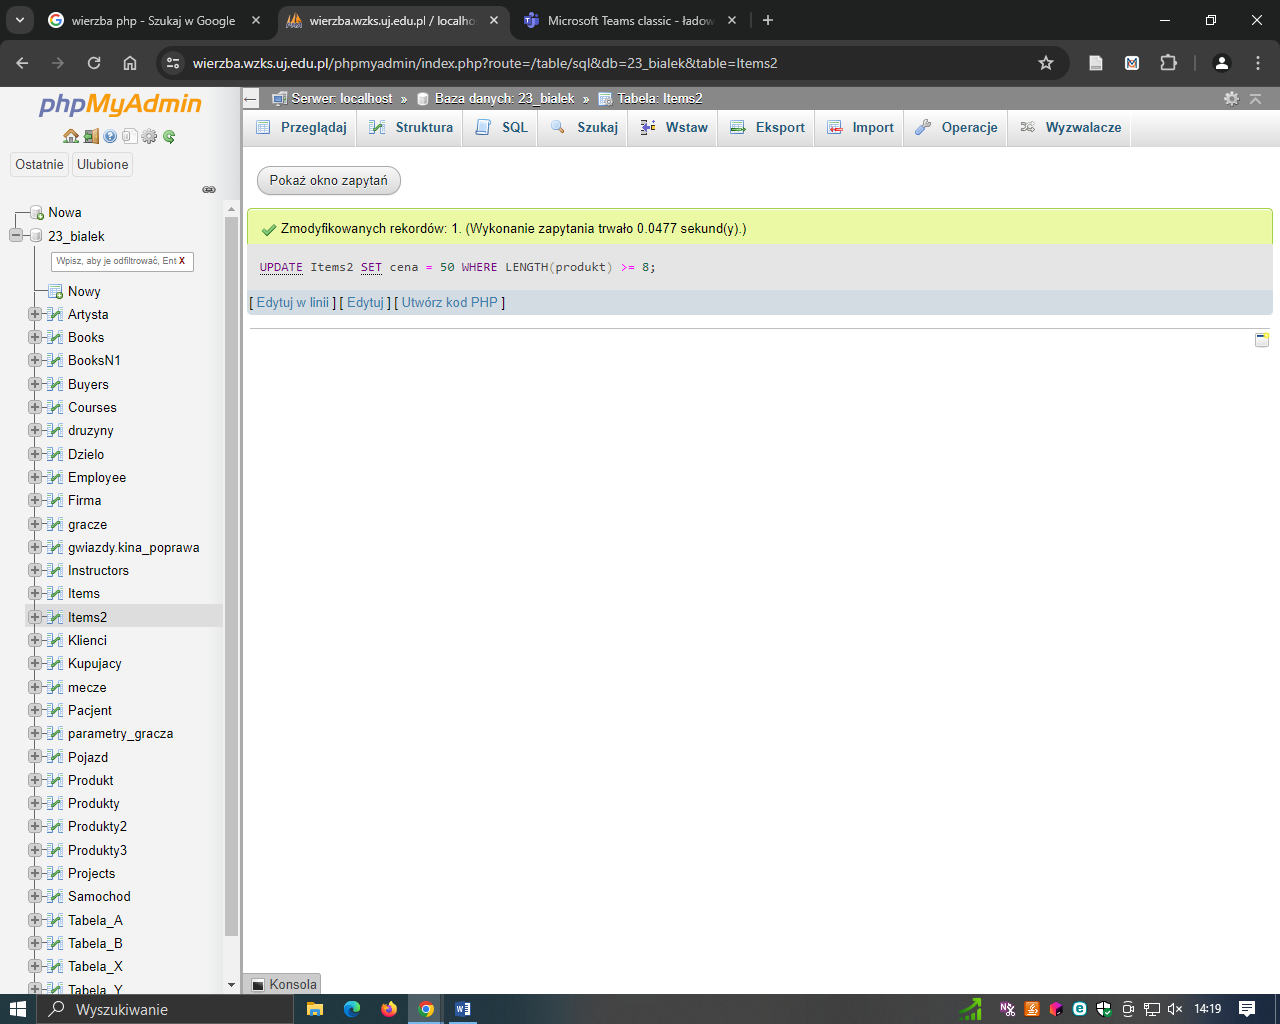 wierzba php - Szukaj w Google
wierzba.wzks.uj.edu.pl / localho
Microsoft Teams classic - ładow
wierzba.wzks.uj.edu.pl/phpmyadmin/index.php?route=/table/sql&db=23_bialek&table=Items2
phpMyAdmin
Ostatnie
Ulubione
Nowa
23_bialek
Wpisz, aby je odfiltrować, Ent X
Nowy
Artysta
Books
BooksN1
Buyers
Courses
druzyny
Dzielo
Employee
Firma
gracze
gwiazdy.kina_poprawa
Instructors
Items
Items2
Klienci
Kupujacy
mecze
Pacjent
parametry_gracza
Pojazd
Produkt
Produkty
Produkty2
Produkty3
Projects
Samochod
Tabela_A
Tabela_B
Tabela_X
Tabela_Y
Serwer: localhost » Baza danych: 23_bialek » Tabela: Items2
Przeglądaj Struktura SQL Szukaj Wstaw Eksport Import Operacje Wyzwalacze
Pokaż okno zapytań
Zmodyfikowanych rekordów: 1. (Wykonanie zapytania trwało 0.0477 sekund(y).)
UPDATE Items2 SET cena = 50 WHERE LENGTH(produkt) >= 8;
[ Edytuj w linii ] [ Edytuj ] [ Utwórz kod PHP ]
Konsola
Wyszukiwanie
14:19